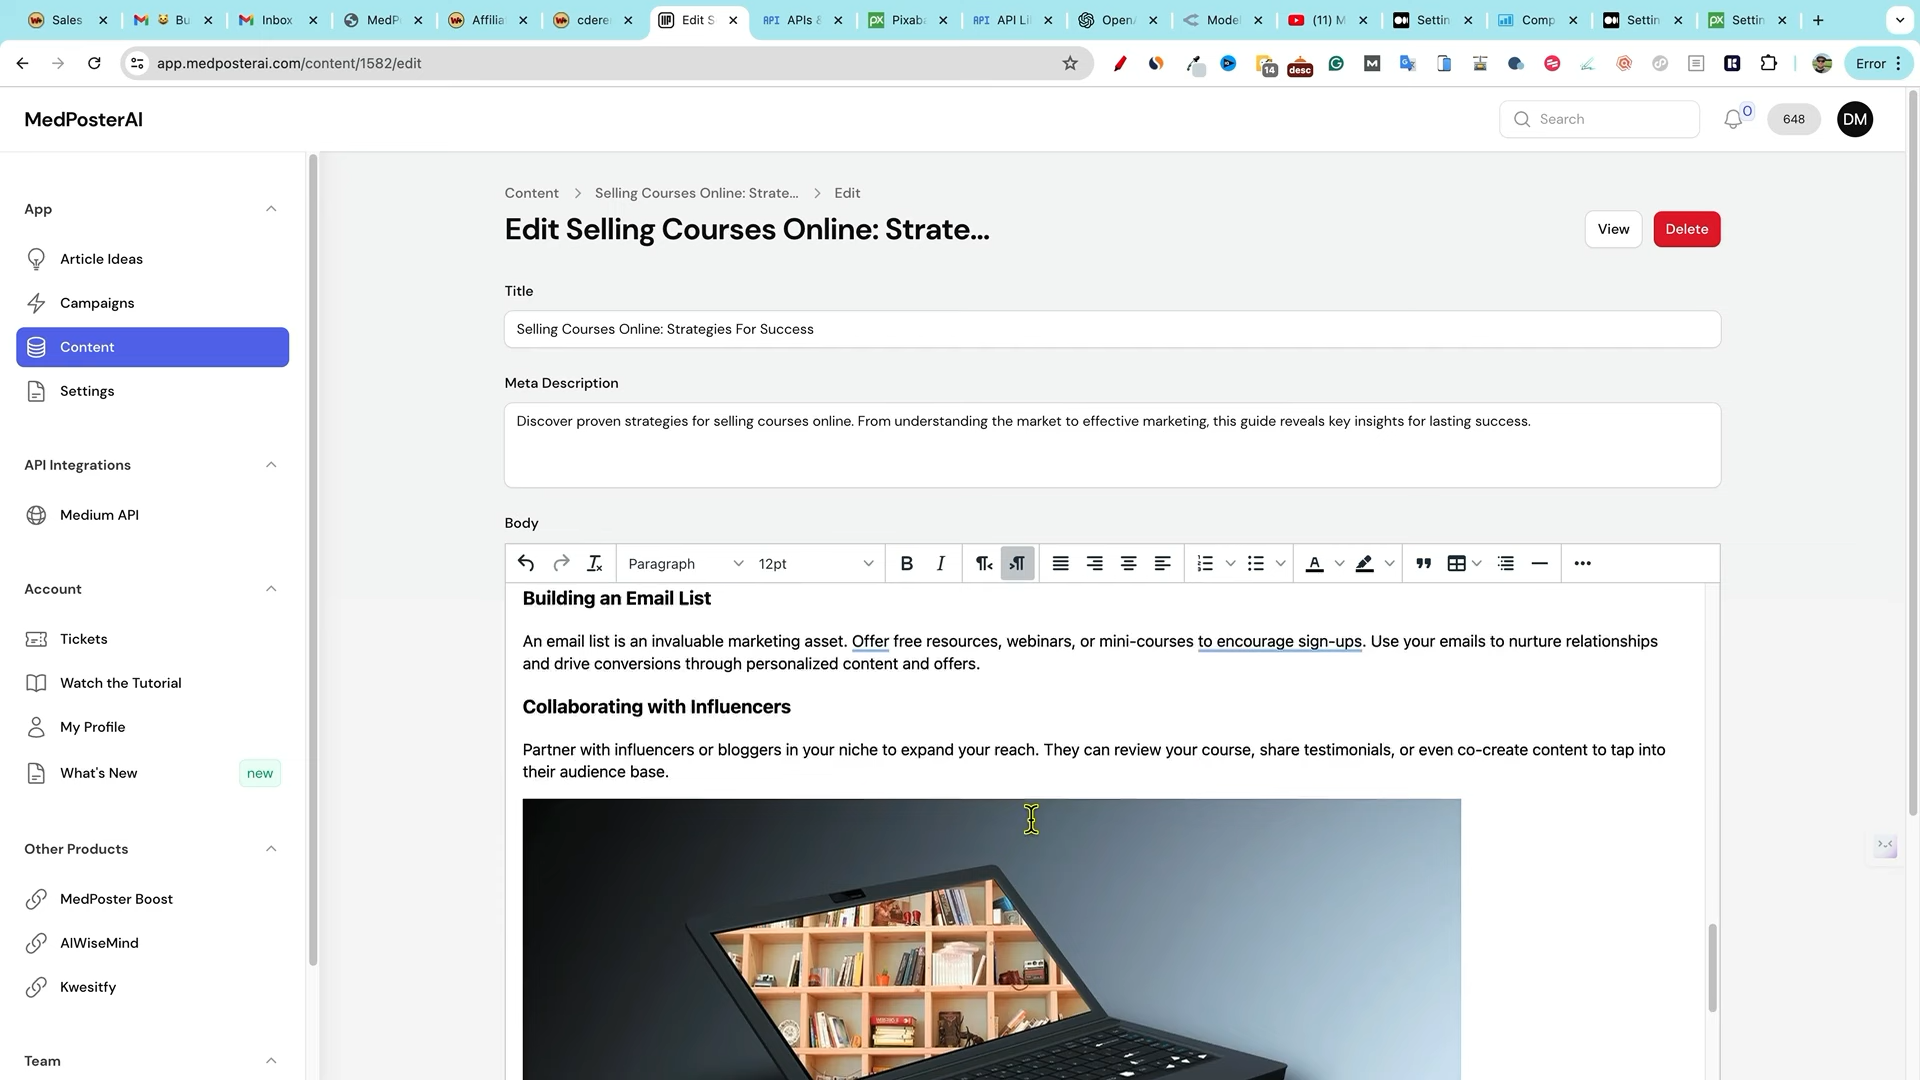 Sales
Bu
Inbox
MedP
Affilia
cdere
Edit S
API
APIs &
px
Pixab
API
API Li
Open
Mode
(11) M
Settin
Comp
Settin
px
Settin
app.medposterai.com/content/1582/edit
14
desc
Error
MedPosterAI
Search
0
648
DM
App
Article Ideas
Campaigns
Content
Settings
API Integrations
Medium API
Account
Tickets
Watch the Tutorial
My Profile
What's New
new
Other Products
MedPoster Boost
AIWiseMind
Kwesitfy
Team
Content
Selling Courses Online: Strate...
Edit
Edit Selling Courses Online: Strate...
View
Delete
Title
Selling Courses Online: Strategies For Success
Meta Description
Discover proven strategies for selling courses online. From understanding the market to effective marketing, this guide reveals key insights for lasting success.
Body
Paragraph
12pt
B
I
A
Building an Email List
An email list is an invaluable marketing asset. Offer free resources, webinars, or mini-courses to encourage sign-ups. Use your emails to nurture relationships
and drive conversions through personalized content and offers.
Collaborating with Influencers
Partner with influencers or bloggers in your niche to expand your reach. They can review your course, share testimonials, or even co-create content to tap into
their audience base.